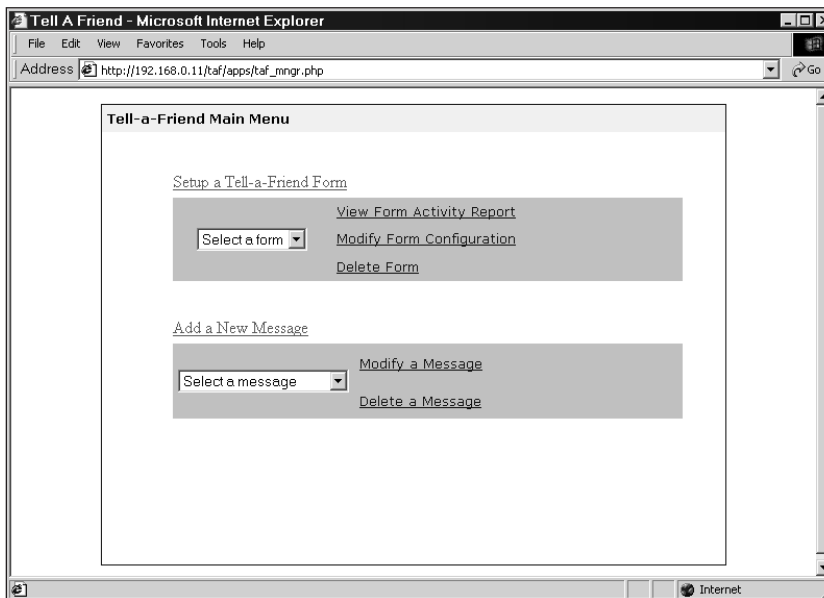 Tell A Friend - Microsoft Internet Explorer
File Edit View Favorites Tools Help
Address http://192.168.0.11/taf/apps/taf_mngr.php Go
Tell-a-Friend Main Menu
Setup a Tell-a-Friend Form
View Form Activity Report
Select a form Modify Form Configuration
Delete Form
Add a New Message
Modify a Message
Select a message
Delete a Message
Internet